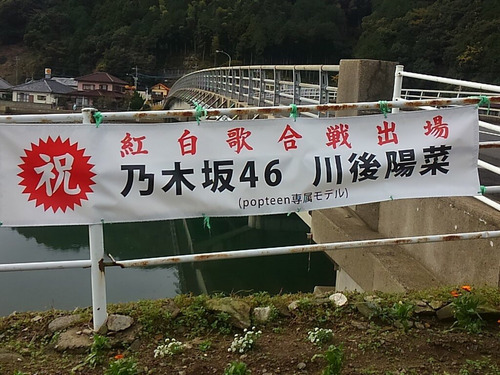 祝
紅白歌合戦出場
乃木坂46 川後陽菜
(popteen専属モデル)